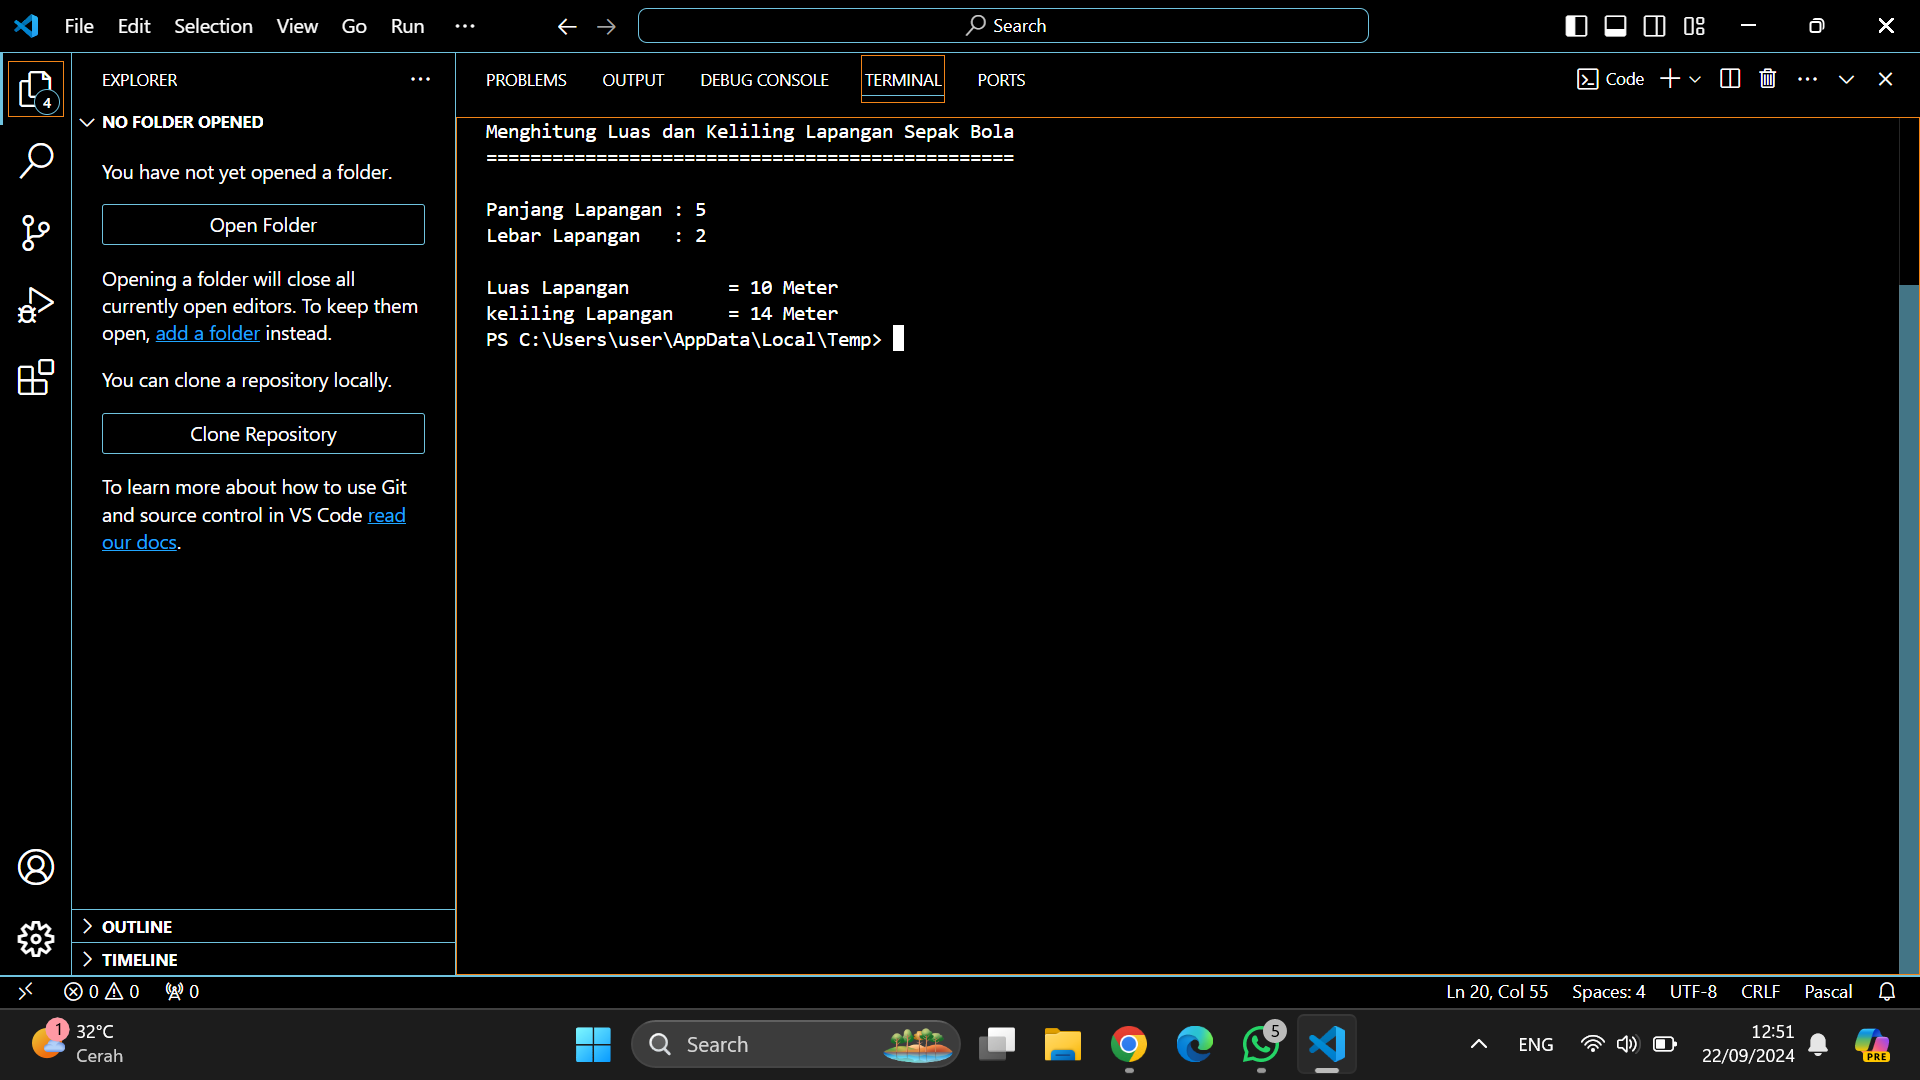 File Edit Selection View Go Run ···
Search
EXPLORER
4
NO FOLDER OPENED
You have not yet opened a folder.
Open Folder
Opening a folder will close all
currently open editors. To keep them
open, add a folder instead.
You can clone a repository locally.
Clone Repository
To learn more about how to use Git
and source control in VS Code read
our docs.
OUTLINE
TIMELINE
PROBLEMS OUTPUT DEBUG CONSOLE TERMINAL PORTS
Code
Menghitung Luas dan Keliling Lapangan Sepak Bola
================================================
Panjang Lapangan : 5
Lebar Lapangan   : 2
Luas Lapangan         = 10 Meter
keliling Lapangan     = 14 Meter
PS C:\Users\user\AppData\Local\Temp>
0 0 0
Ln 20, Col 55 Spaces: 4 UTF-8 CRLF Pascal
1
32°C
Cerah
Search
5
ENG
12:51
22/09/2024
PRE